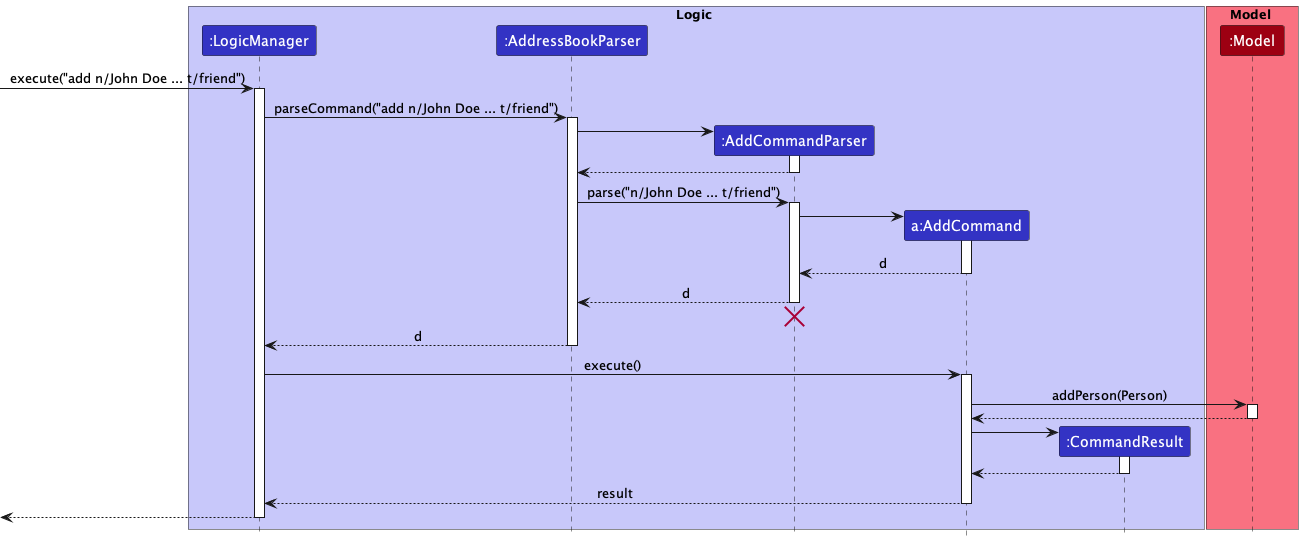 Logic
Model
:LogicManager
:AddressBookParser
:Model
execute("add n/John Doe ... t/friend")
parseCommand("add n/John Doe ... t/friend")
:AddCommandParser
parse("n/John Doe ... t/friend")
a:AddCommand
d
d
d
execute()
addPerson(Person)
:CommandResult
result